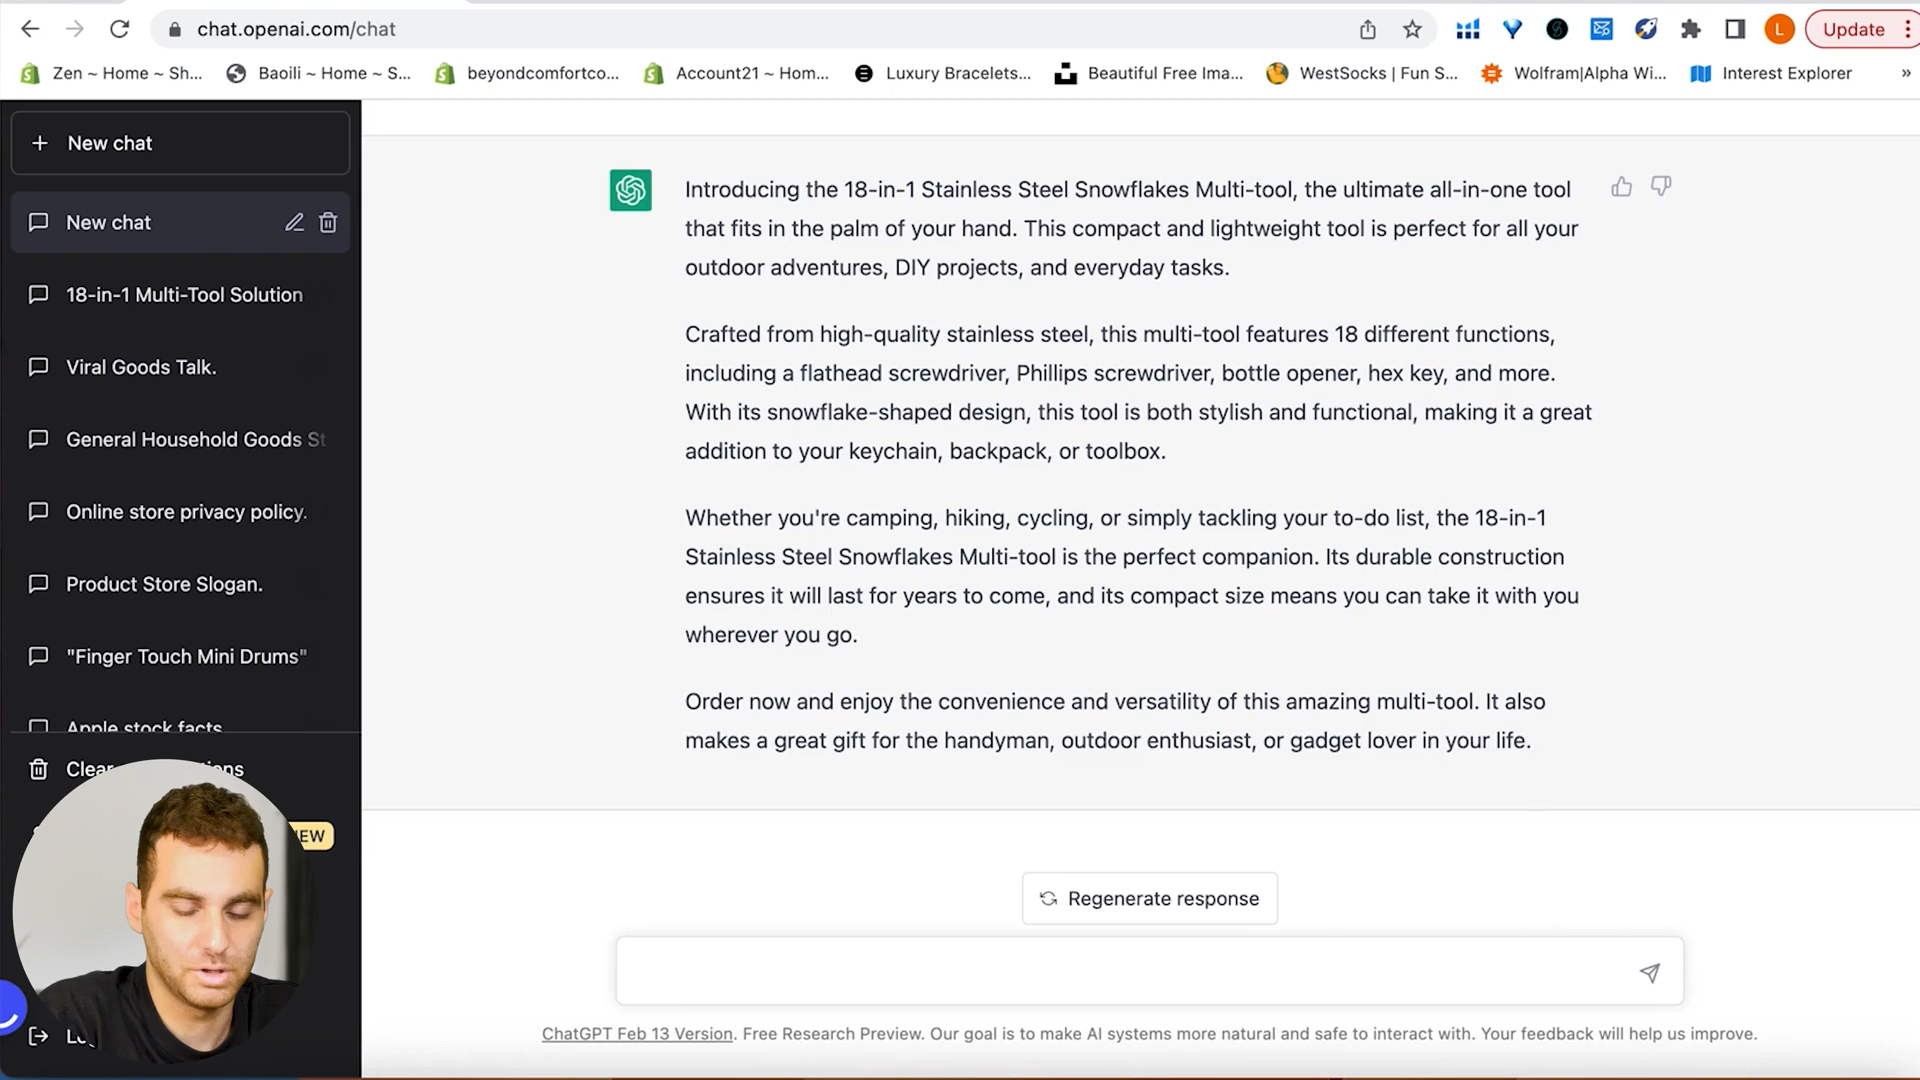 chat.openai.com/chat
L
Update
Zen ~ Home ~ Sh...
Baoili ~ Home ~ S...
beyondcomfortco...
Account21 ~ Hom...
Luxury Bracelets...
Beautiful Free Ima...
WestSocks | Fun S...
Wolfram|Alpha Wi...
Interest Explorer
»
New chat
New chat
18-in-1 Multi-Tool Solution
Viral Goods Talk.
General Household Goods St
Online store privacy policy.
Product Store Slogan.
"Finger Touch Mini Drums"
Apple stock facts
Introducing the 18-in-1 Stainless Steel Snowflakes Multi-tool, the ultimate all-in-one tool
that fits in the palm of your hand. This compact and lightweight tool is perfect for all your
outdoor adventures, DIY projects, and everyday tasks.
Crafted from high-quality stainless steel, this multi-tool features 18 different functions,
including a flathead screwdriver, Phillips screwdriver, bottle opener, hex key, and more.
With its snowflake-shaped design, this tool is both stylish and functional, making it a great
addition to your keychain, backpack, or toolbox.
Whether you're camping, hiking, cycling, or simply tackling your to-do list, the 18-in-1
Stainless Steel Snowflakes Multi-tool is the perfect companion. Its durable construction
ensures it will last for years to come, and its compact size means you can take it with you
wherever you go.
Order now and enjoy the convenience and versatility of this amazing multi-tool. It also
makes a great gift for the handyman, outdoor enthusiast, or gadget lover in your life.
Regenerate response
ChatGPT Feb 13 Version. Free Research Preview. Our goal is to make AI systems more natural and safe to interact with. Your feedback will help us improve.